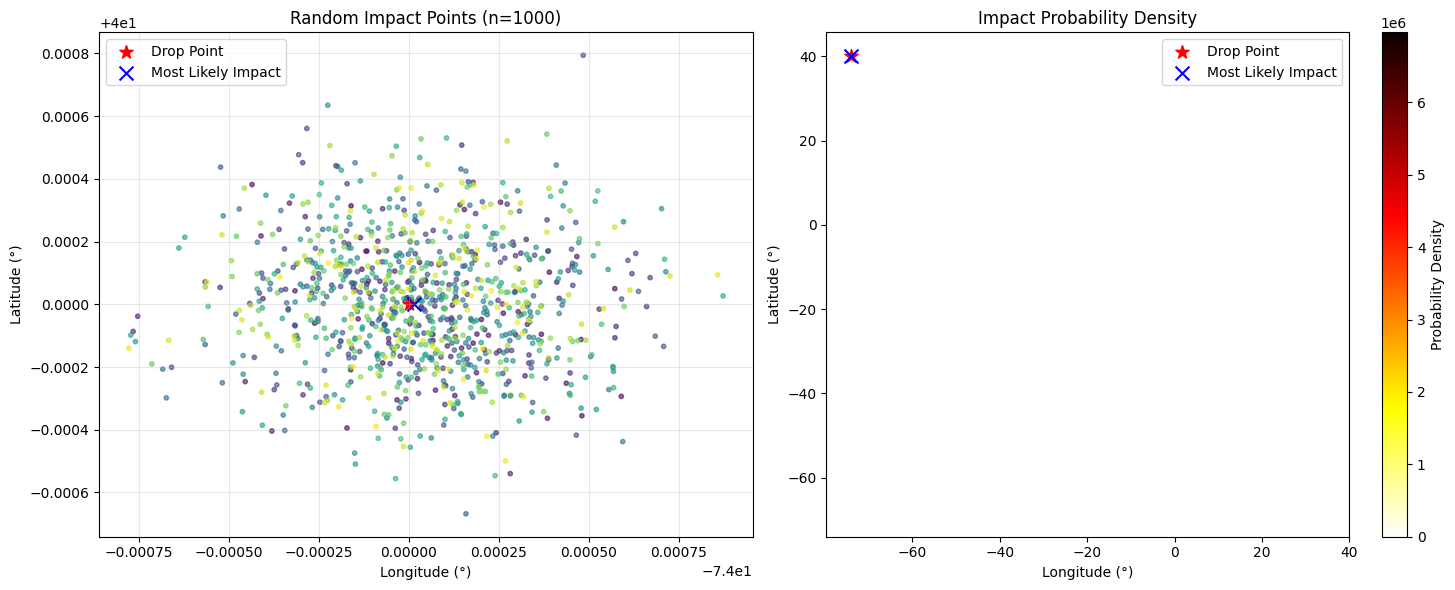 Random Impact Points (n=1000)
+4e1
Drop Point
Most Likely Impact
Latitude (°)
0.0008
0.0006
0.0004
0.0002
0.0000
−0.0002
−0.0004
−0.0006
−0.00075 −0.00050 −0.00025 0.00000 0.00025 0.00050 0.00075
−7.4e1
Longitude (°)
Impact Probability Density
Drop Point
Most Likely Impact
Latitude (°)
40
20
0
−20
−40
−60
−60 −40 −20 0 20 40
Longitude (°)
1e6
6
5
4
3
2
1
0
Probability Density